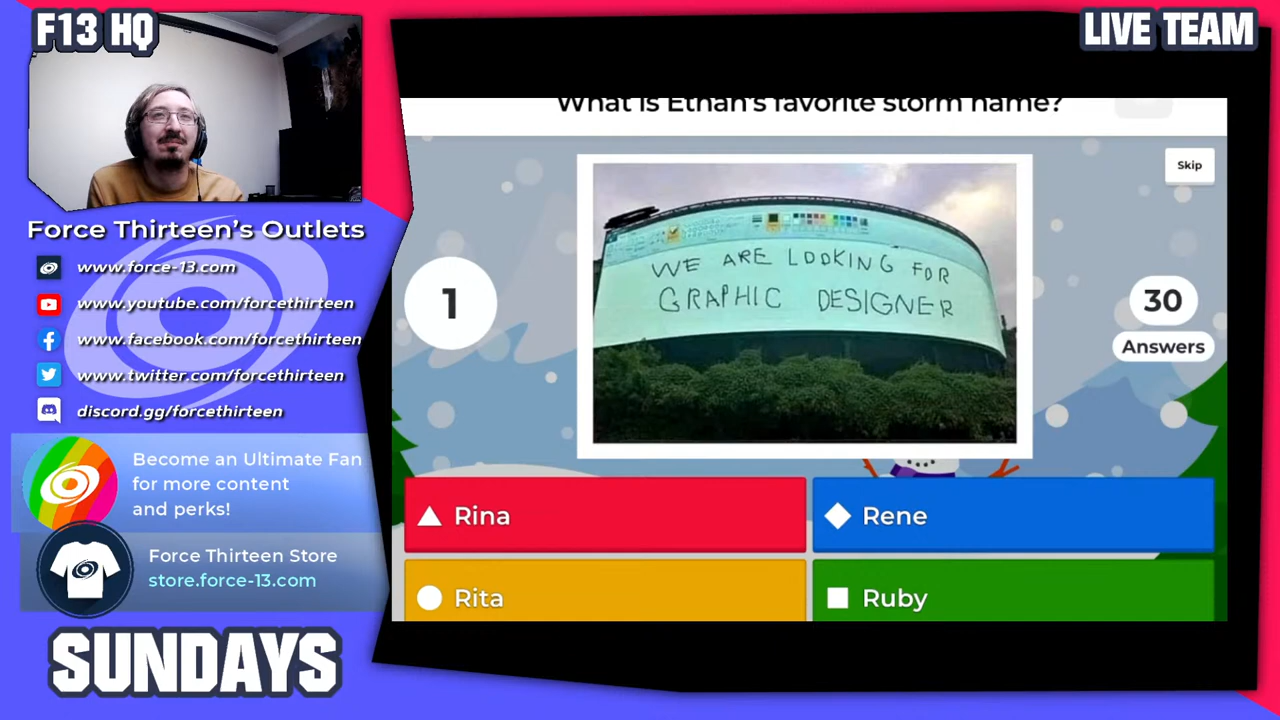 F13 HQ
LIVE TEAM
What is Ethan's favorite storm name?
Skip
WE ARE LOOKING FOR
GRAPHIC DESIGNER
1
30
Answers
Force Thirteen's Outlets
www.force-13.com
www.youtube.com/forcethirteen
www.facebook.com/forcethirteen
www.twitter.com/forcethirteen
discord.gg/forcethirteen
Become an Ultimate Fan
for more content
and perks!
Force Thirteen Store
store.force-13.com
SUNDAYS
Rina
Rene
Rita
Ruby